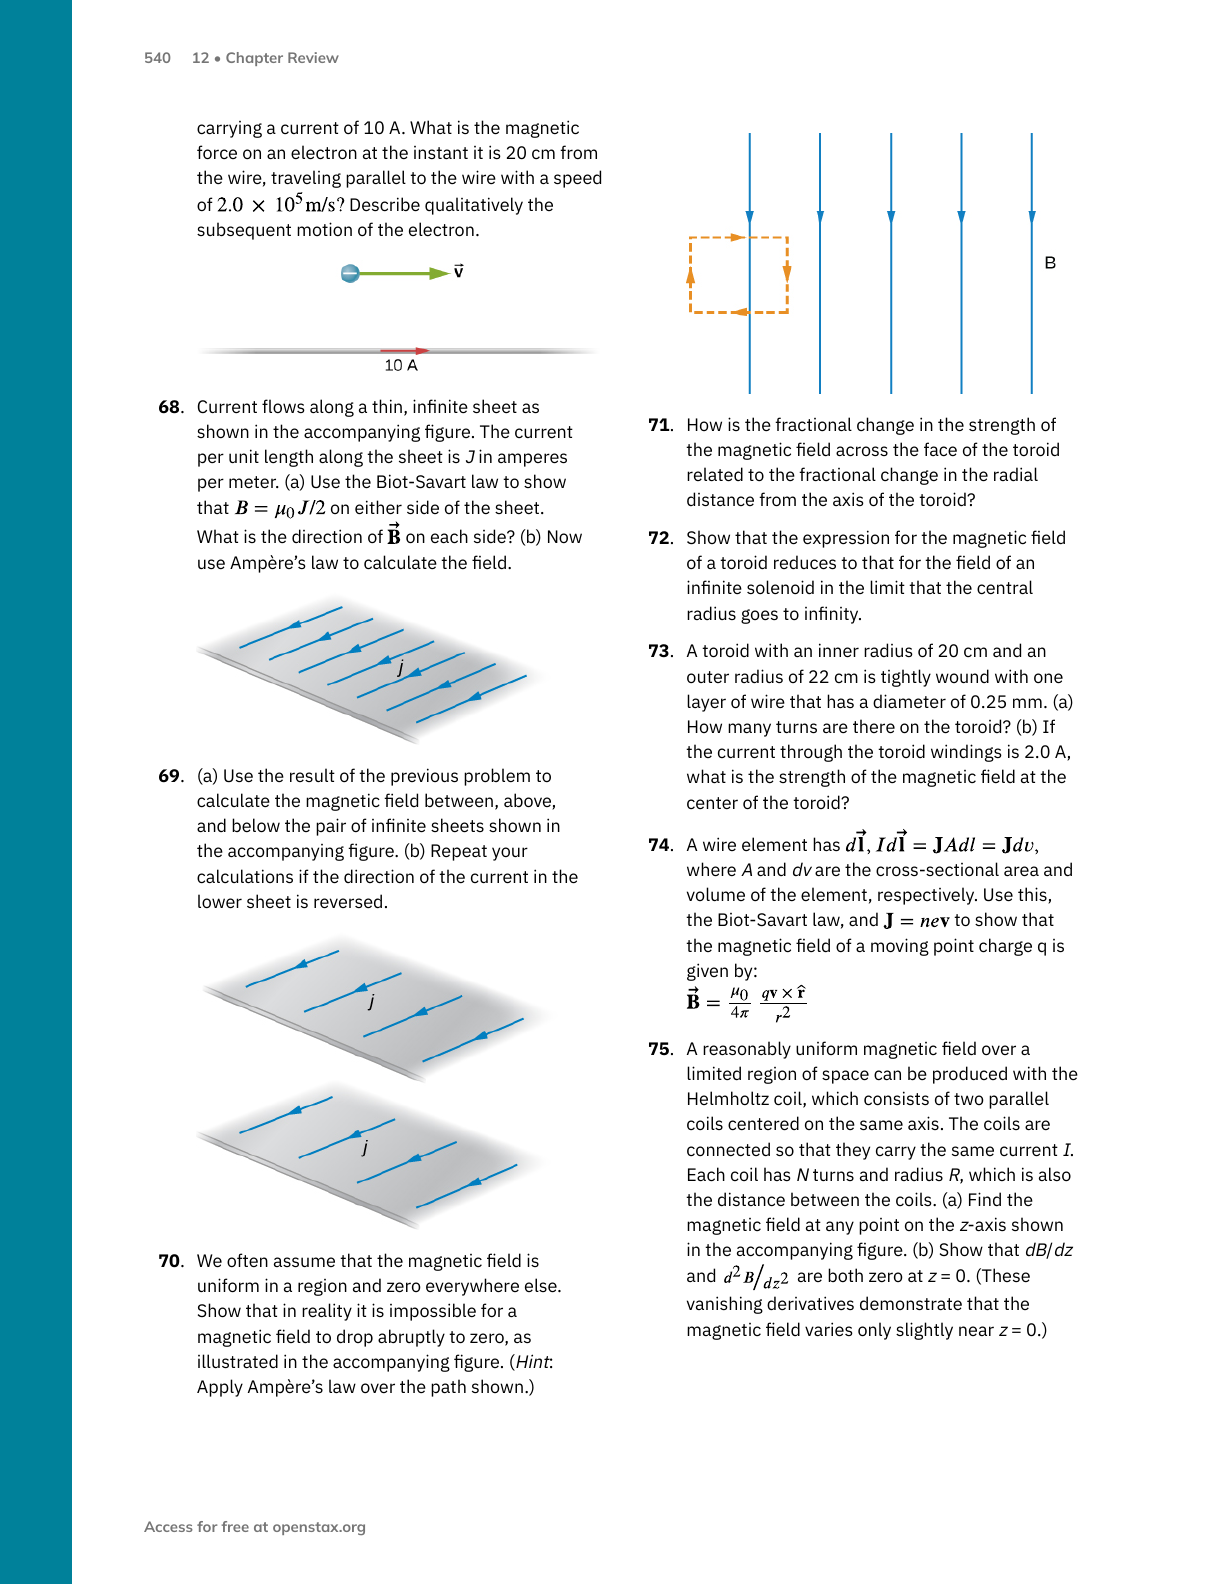 540 12 • Chapter Review
carrying a current of 10 A. What is the magnetic
force on an electron at the instant it is 20 cm from
the wire, traveling parallel to the wire with a speed
of 2.0 × 10⁵ m/s? Describe qualitatively the
subsequent motion of the electron.
v⃗
10 A
68. Current flows along a thin, infinite sheet as
shown in the accompanying figure. The current
per unit length along the sheet is J in amperes
per meter. (a) Use the Biot-Savart law to show
that B = μ₀J/2 on either side of the sheet.
What is the direction of B⃗ on each side? (b) Now
use Ampère’s law to calculate the field.
j
69. (a) Use the result of the previous problem to
calculate the magnetic field between, above,
and below the pair of infinite sheets shown in
the accompanying figure. (b) Repeat your
calculations if the direction of the current in the
lower sheet is reversed.
j
j
70. We often assume that the magnetic field is
uniform in a region and zero everywhere else.
Show that in reality it is impossible for a
magnetic field to drop abruptly to zero, as
illustrated in the accompanying figure. (Hint:
Apply Ampère’s law over the path shown.)
B
71. How is the fractional change in the strength of
the magnetic field across the face of the toroid
related to the fractional change in the radial
distance from the axis of the toroid?
72. Show that the expression for the magnetic field
of a toroid reduces to that for the field of an
infinite solenoid in the limit that the central
radius goes to infinity.
73. A toroid with an inner radius of 20 cm and an
outer radius of 22 cm is tightly wound with one
layer of wire that has a diameter of 0.25 mm. (a)
How many turns are there on the toroid? (b) If
the current through the toroid windings is 2.0 A,
what is the strength of the magnetic field at the
center of the toroid?
74. A wire element has dl⃗, Idl⃗ = JAdl = Jdv,
where A and dv are the cross-sectional area and
volume of the element, respectively. Use this,
the Biot-Savart law, and J = nev to show that
the magnetic field of a moving point charge q is
given by:
B⃗ = μ₀/4π qv × r̂/r²
75. A reasonably uniform magnetic field over a
limited region of space can be produced with the
Helmholtz coil, which consists of two parallel
coils centered on the same axis. The coils are
connected so that they carry the same current I.
Each coil has N turns and radius R, which is also
the distance between the coils. (a) Find the
magnetic field at any point on the z-axis shown
in the accompanying figure. (b) Show that dB/dz
and d²B/dz² are both zero at z = 0. (These
vanishing derivatives demonstrate that the
magnetic field varies only slightly near z = 0.)
Access for free at openstax.org